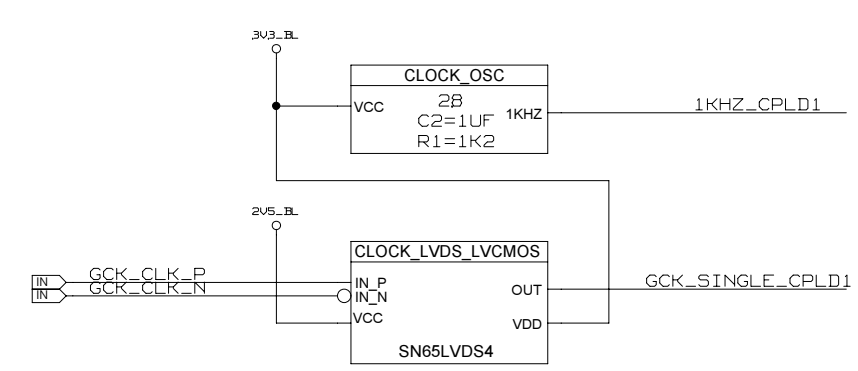 3V3_BL
CLOCK_OSC
VCC
28
1KHZ
C2=1UF
R1=1K2
1KHZ_CPLD1
2V5_BL
CLOCK_LVDS_LVCMOS
IN GCK_CLK_P
IN GCK_CLK_N
IN_P
IN_N
VCC
OUT
VDD
SN65LVDS4
GCK_SINGLE_CPLD1